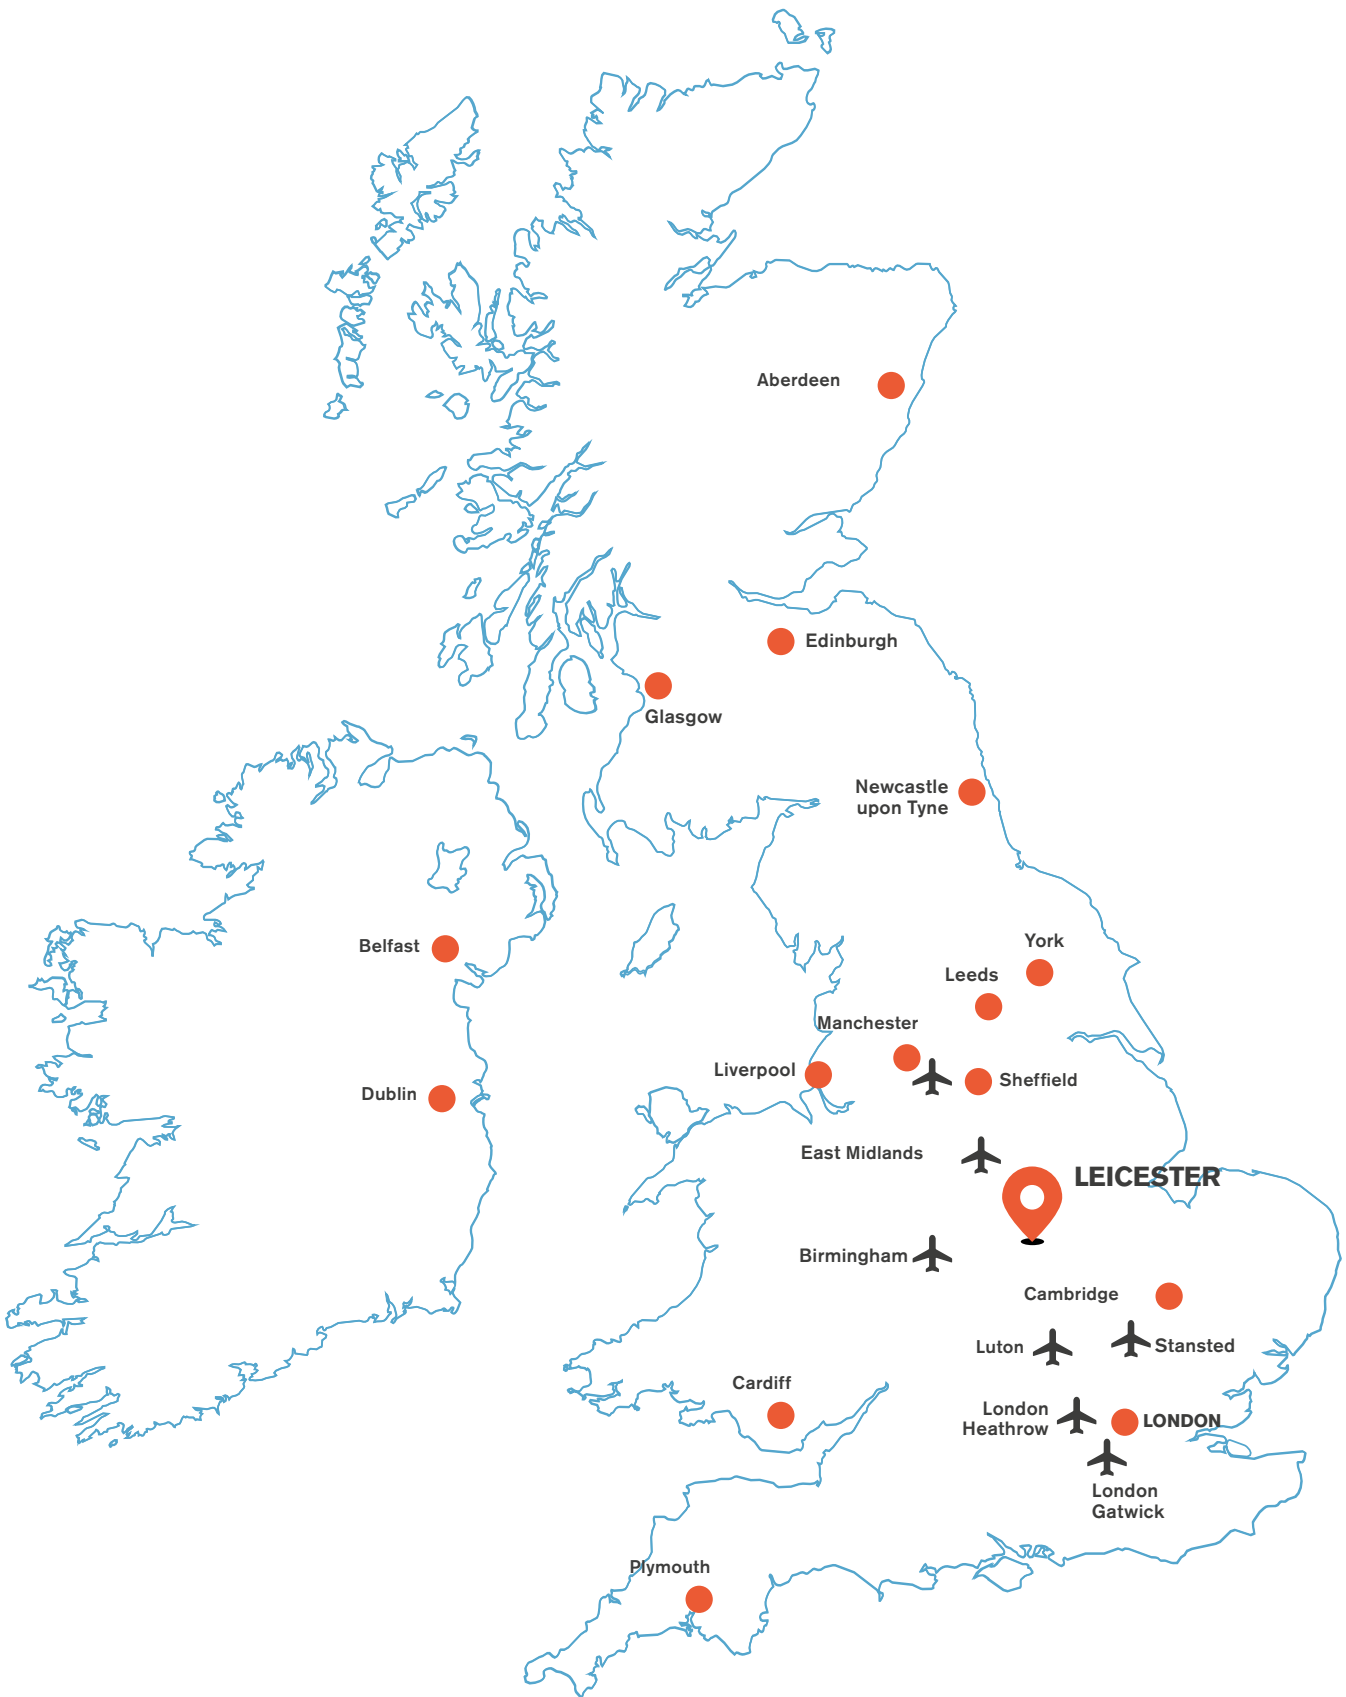 Aberdeen
Edinburgh
Glasgow
Newcastle
upon Tyne
York
Belfast
Leeds
Manchester
Liverpool
Sheffield
Dublin
East Midlands
LEICESTER
Birmingham
Cambridge
Luton
Stansted
Cardiff
London
Heathrow
LONDON
London
Gatwick
Plymouth